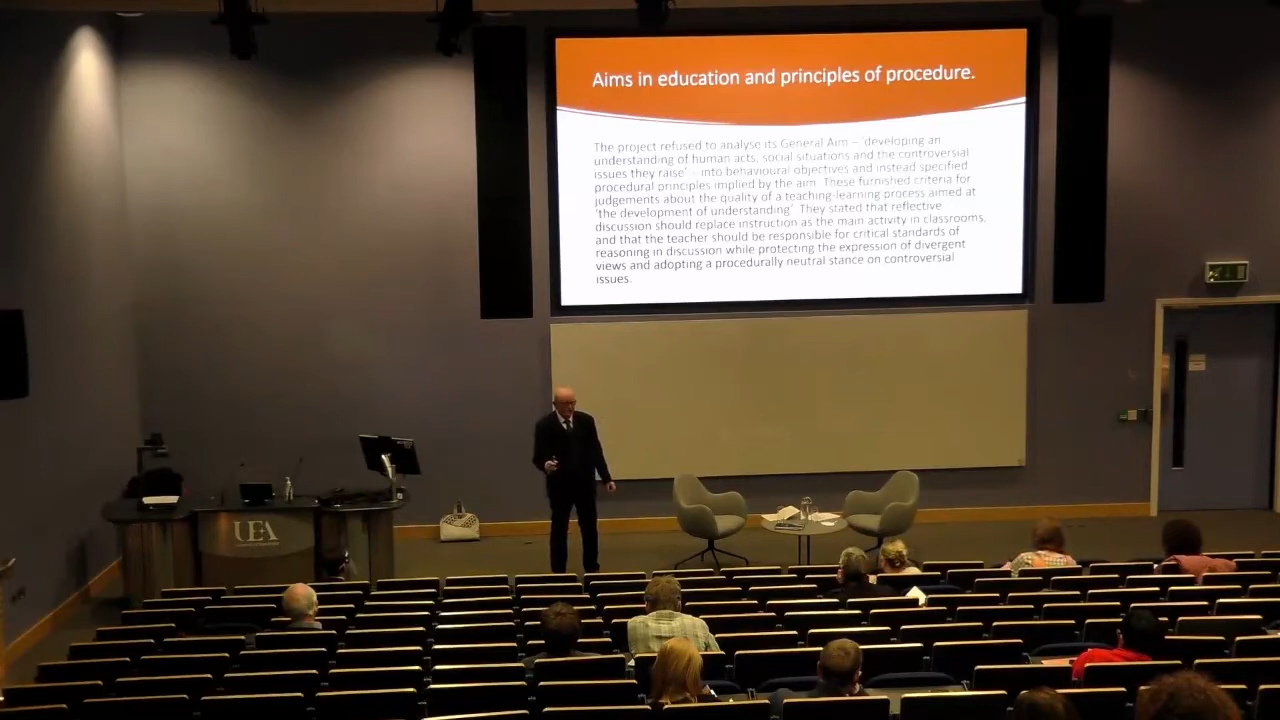 Aims in education and principles of procedure.
The project refused to analyse its General Aim – 'developing an
understanding of human acts, social situations and the controversial
issues they raise' – into behavioural objectives and instead specified
procedural principles implied by the aim. These furnished criteria for
judgements about the quality of a teaching-learning process aimed at
'the development of understanding'. They stated that reflective
discussion should replace instruction as the main activity in classrooms,
and that the teacher should be responsible for critical standards of
reasoning in discussion while protecting the expression of divergent
views and adopting a procedurally neutral stance on controversial
issues.
UEA